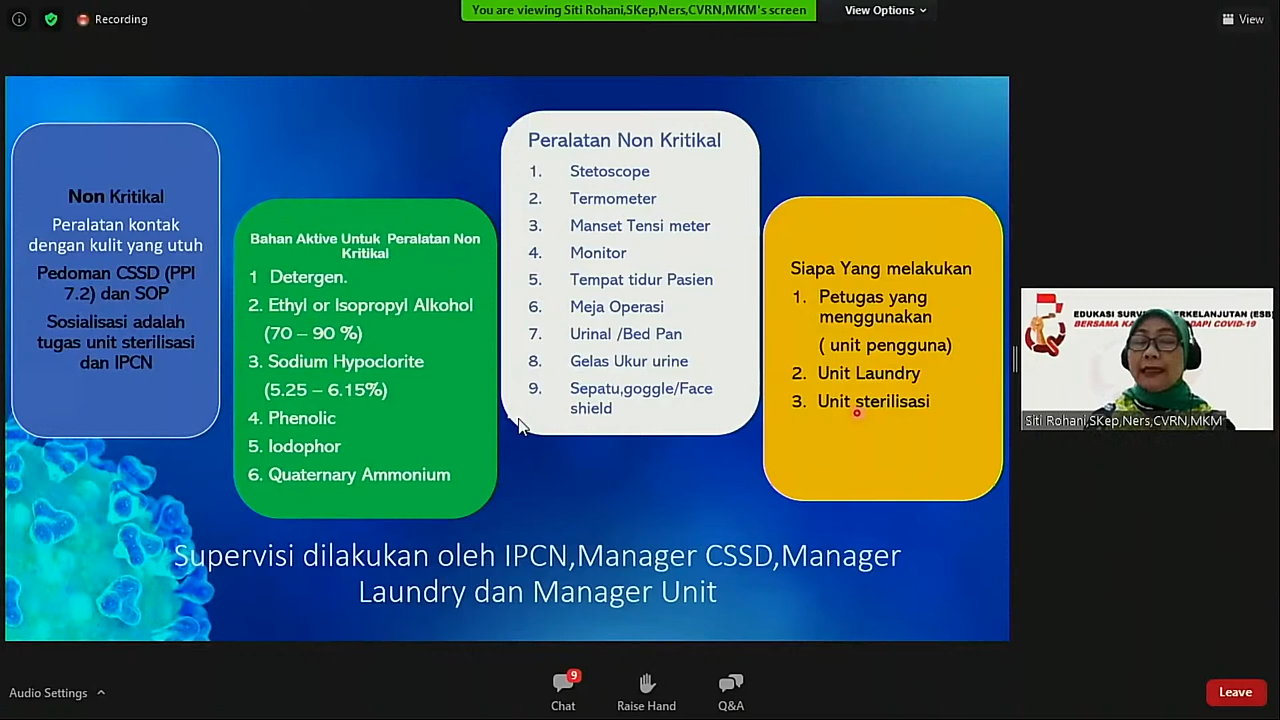 Recording
You are viewing Siti Rohani,SKep,Ners,CVRN,MKM's screen
View Options
View
Non Kritikal
Peralatan kontak
dengan kulit yang utuh
Pedoman CSSD (PPI
7.2) dan SOP
Sosialisasi adalah
tugas unit sterilisasi
dan IPCN
Bahan Aktive Untuk Peralatan Non
Kritikal
1 Detergen.
2. Ethyl or Isopropyl Alkohol
(70 – 90 %)
3. Sodium Hypoclorite
(5.25 – 6.15%)
4. Phenolic
5. Iodophor
6. Quaternary Ammonium
Peralatan Non Kritikal
1. Stetoscope
2. Termometer
3. Manset Tensi meter
4. Monitor
5. Tempat tidur Pasien
6. Meja Operasi
7. Urinal /Bed Pan
8. Gelas Ukur urine
9. Sepatu,goggle/Face
shield
Siapa Yang melakukan
1. Petugas yang
menggunakan
( unit pengguna)
2. Unit Laundry
3. Unit sterilisasi
Supervisi dilakukan oleh IPCN,Manager CSSD,Manager
Laundry dan Manager Unit
EDUKASI
BERSAMA
Siti Rohani,SKep,Ners,CVRN,MKM
Audio Settings
9
Chat
Raise Hand
Q&A
Leave